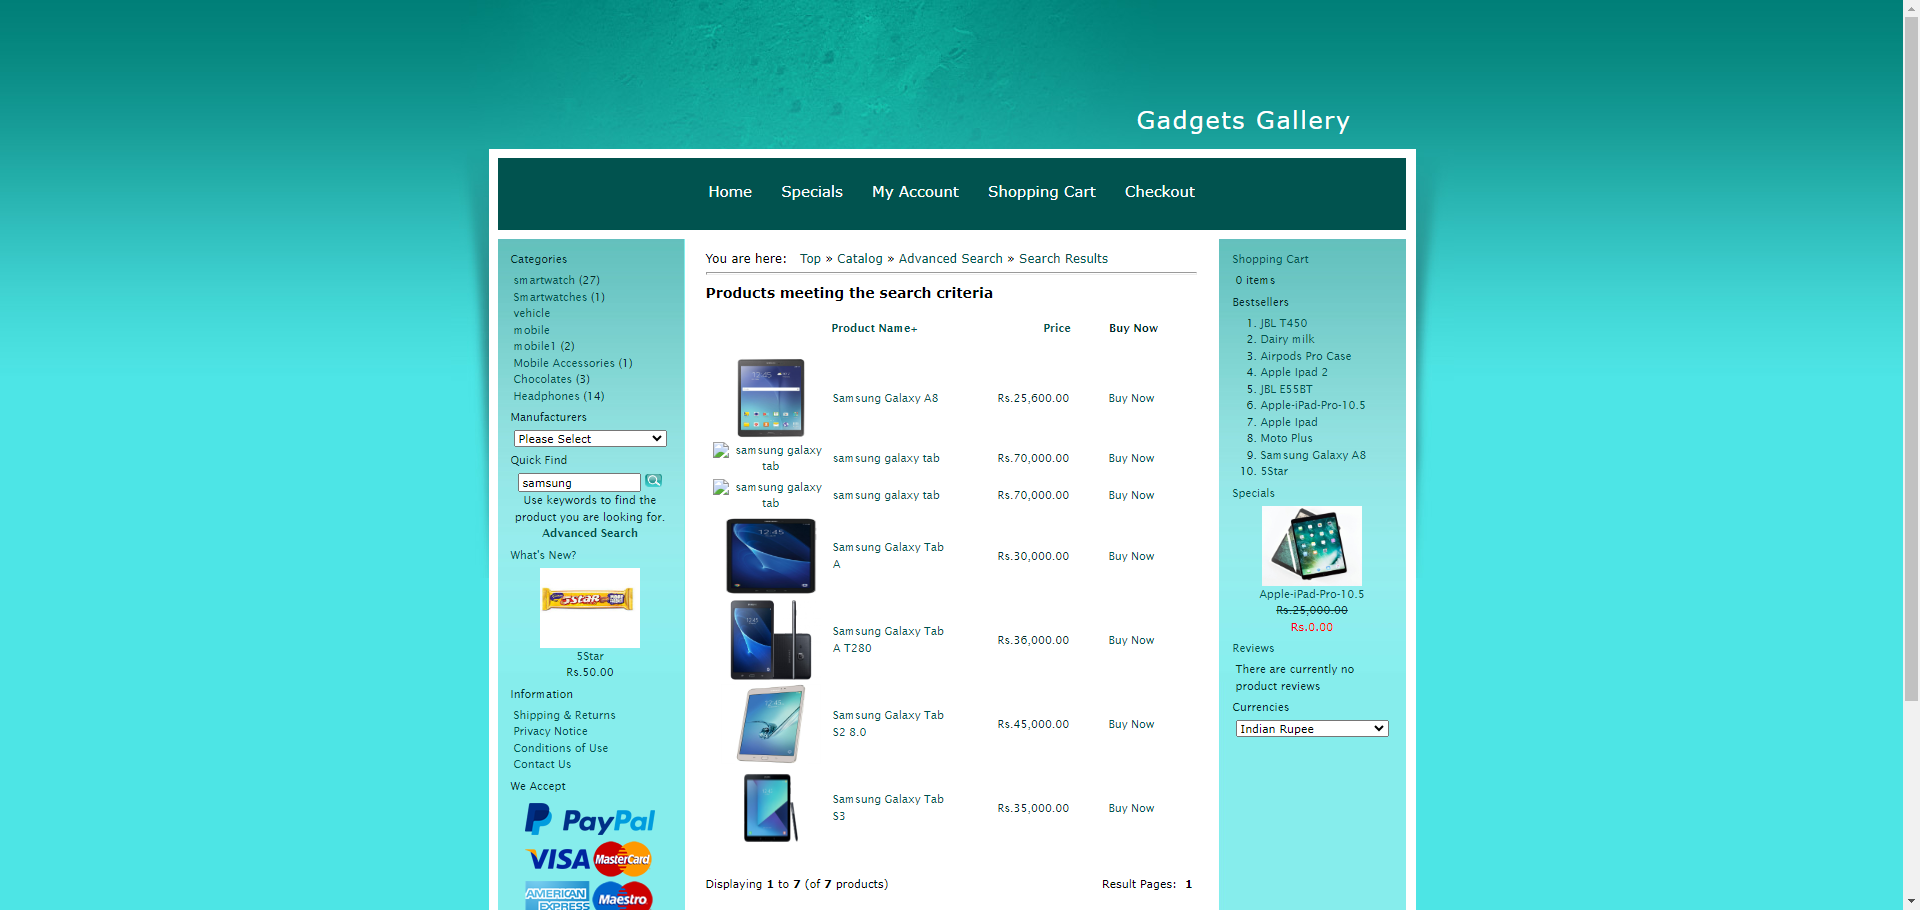 Gadgets Gallery
Home Specials My Account Shopping Cart Checkout
Categories
smartwatch (27)
Smartwatches (1)
vehicle
mobile
mobile1 (2)
Mobile Accessories (1)
Chocolates (3)
Headphones (14)
Manufacturers
Please Select
Quick Find
samsung
Use keywords to find the
product you are looking for.
Advanced Search
What's New?
5Star
Rs.50.00
Information
Shipping & Returns
Privacy Notice
Conditions of Use
Contact Us
We Accept
PayPal
VISA MasterCard
AMERICAN EXPRESS Maestro
You are here: Top » Catalog » Advanced Search » Search Results
Products meeting the search criteria
Product Name+ Price Buy Now
Samsung Galaxy A8 Rs.25,600.00 Buy Now
samsung galaxy
tab
samsung galaxy tab Rs.70,000.00 Buy Now
samsung galaxy
tab
samsung galaxy tab Rs.70,000.00 Buy Now
Samsung Galaxy Tab
A Rs.30,000.00 Buy Now
Samsung Galaxy Tab
A T280 Rs.36,000.00 Buy Now
Samsung Galaxy Tab
S2 8.0 Rs.45,000.00 Buy Now
Samsung Galaxy Tab
S3 Rs.35,000.00 Buy Now
Displaying 1 to 7 (of 7 products) Result Pages: 1
Shopping Cart
0 items
Bestsellers
1. JBL T450
2. Dairy milk
3. Airpods Pro Case
4. Apple Ipad 2
5. JBL E55BT
6. Apple-iPad-Pro-10.5
7. Apple Ipad
8. Moto Plus
9. Samsung Galaxy A8
10. 5Star
Specials
Apple-iPad-Pro-10.5
Rs.25,000.00
Rs.0.00
Reviews
There are currently no
product reviews
Currencies
Indian Rupee